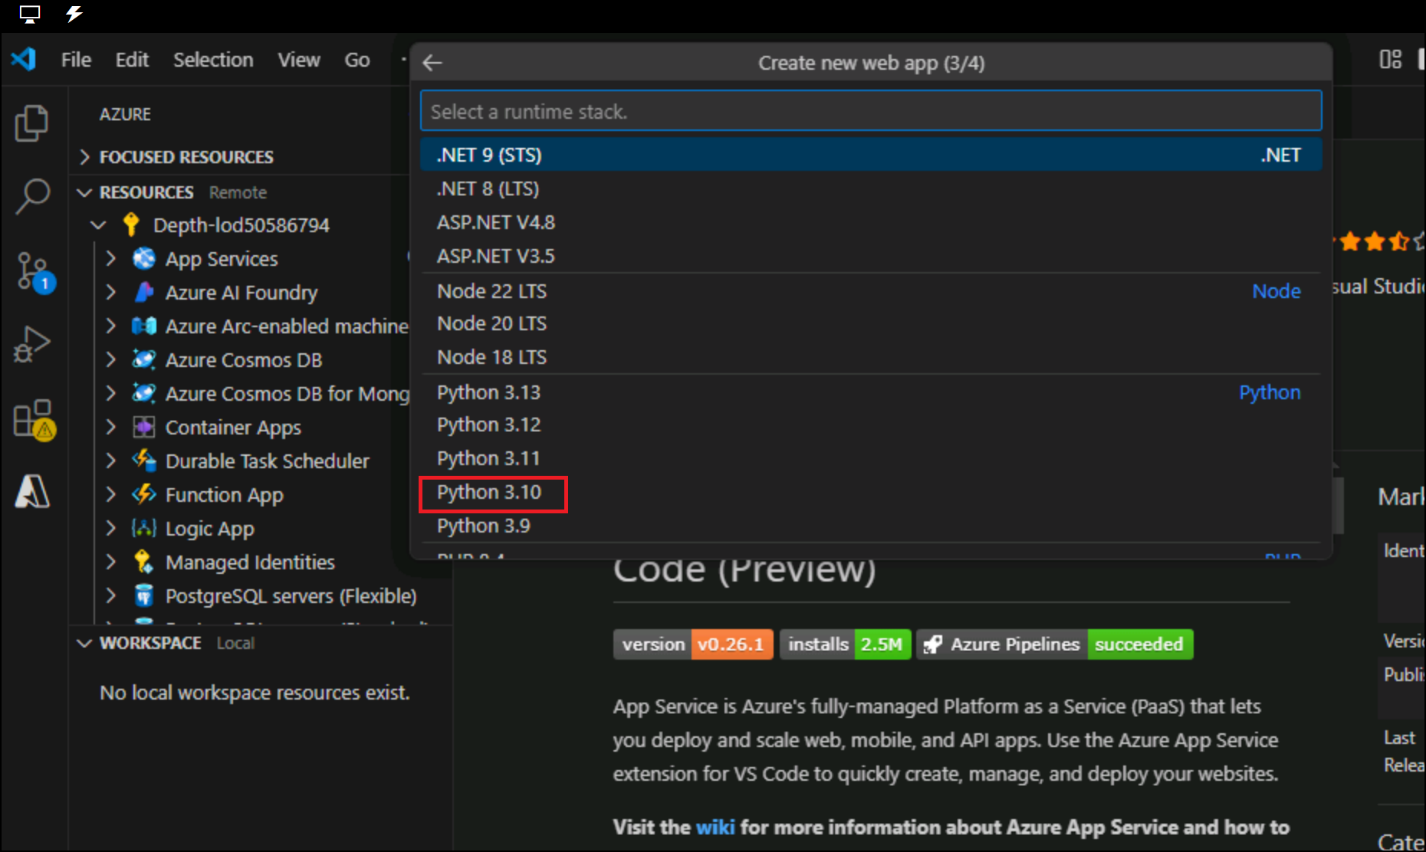 File Edit Selection View Go
Create new web app (3/4)
AZURE
Select a runtime stack.
FOCUSED RESOURCES
.NET 9 (STS) .NET
RESOURCES Remote
.NET 8 (LTS)
Depth-lod50586794
ASP.NET V4.8
App Services
ASP.NET V3.5
Azure AI Foundry
Node 22 LTS Node
Azure Arc-enabled machine
Node 20 LTS
Azure Cosmos DB
Node 18 LTS
Azure Cosmos DB for Mong
Python 3.13 Python
Container Apps
Python 3.12
Durable Task Scheduler
Python 3.11
Function App
Python 3.10
Logic App
Python 3.9
Managed Identities
PHP 8.4 PHP
Code (Preview)
PostgreSQL servers (Flexible)
1
WORKSPACE Local
No local workspace resources exist.
version v0.26.1 installs 2.5M Azure Pipelines succeeded
App Service is Azure's fully-managed Platform as a Service (PaaS) that lets
you deploy and scale web, mobile, and API apps. Use the Azure App Service
extension for VS Code to quickly create, manage, and deploy your websites.
Visit the wiki for more information about Azure App Service and how to
sual Studi
Mark
Ident
Versi
Publi
Last
Relea
Cate